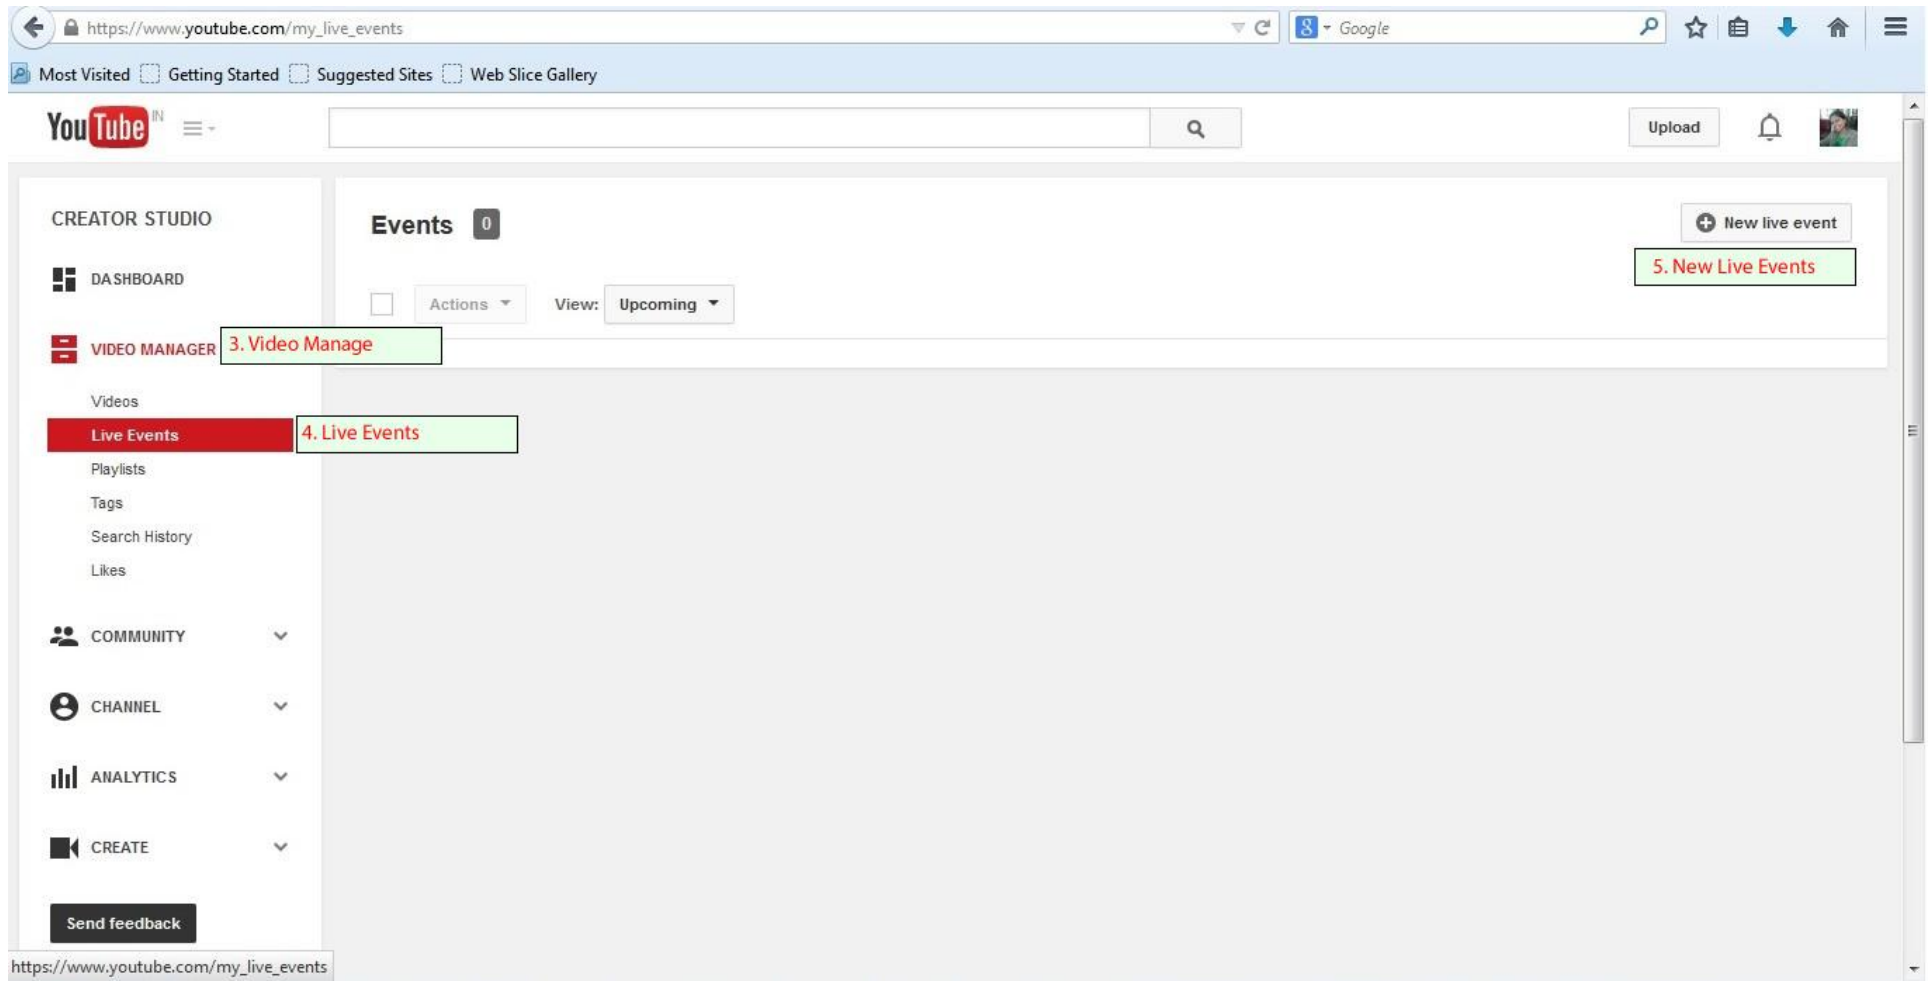 https://www.youtube.com/my_live_events
8 Google
Most Visited Getting Started Suggested Sites Web Slice Gallery
YouTube IN
Upload
CREATOR STUDIO
Events 0
New live event
5. New Live Events
DASHBOARD
Actions View: Upcoming
VIDEO MANAGER 3. Video Manage
Videos
Live Events 4. Live Events
Playlists
Tags
Search History
Likes
COMMUNITY
CHANNEL
ANALYTICS
CREATE
Send feedback
https://www.youtube.com/my_live_events